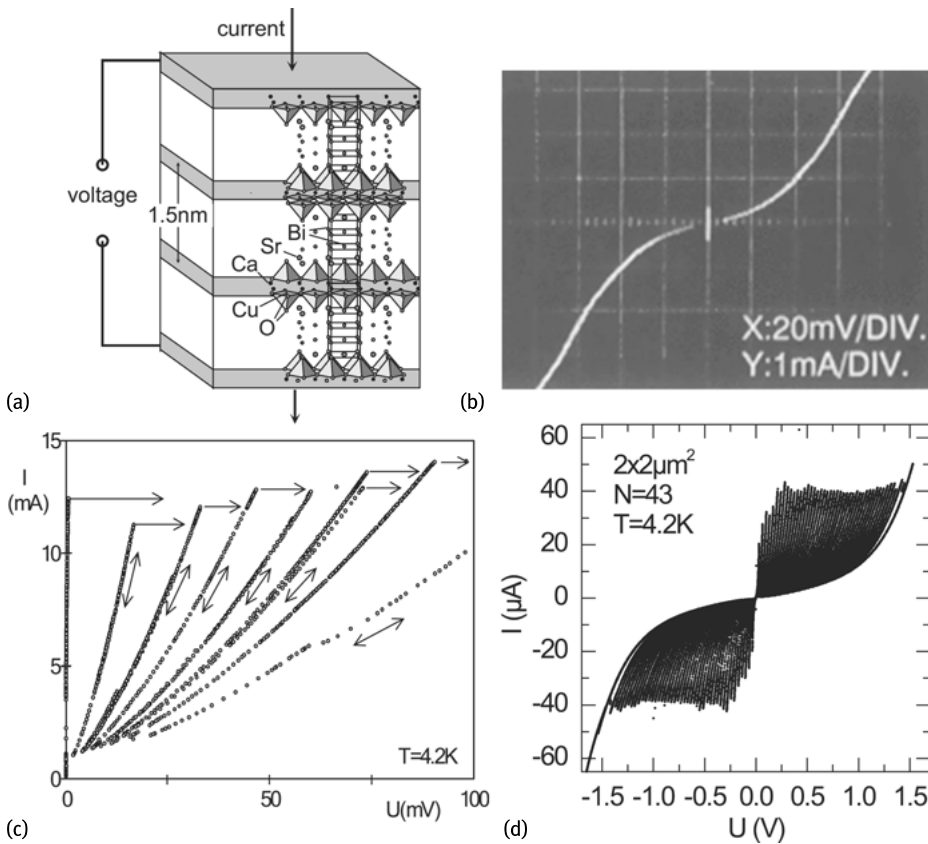 current
voltage
1.5nm
Bi
Sr
Ca
Cu
O
(a)
X:20mV/DIV.
Y:1mA/DIV.
(b)
15
I
(mA)
10
5
0
T=4.2K
0
50
100
U(mV)
(c)
60
40
20
0
-20
-40
-60
2x2μm²
N=43
T=4.2K
I (μA)
-1.5 -1.0 -0.5 0.0 0.5 1.0 1.5
U (V)
(d)